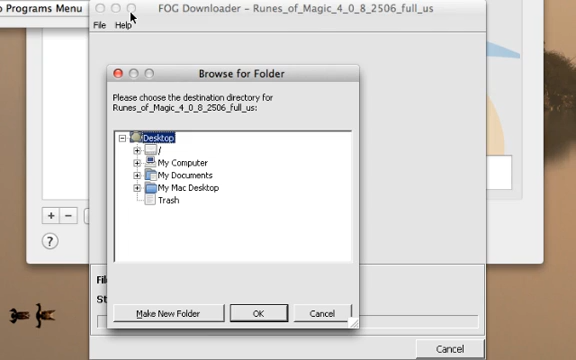 Programs Menu
FOG Downloader - Runes_of_Magic_4_0_8_2506_full_us
File Help
Browse for Folder
Please choose the destination directory for
Runes_of_Magic_4_0_8_2506_full_us:
Desktop
/
My Computer
My Documents
My Mac Desktop
Trash
Make New Folder
OK
Cancel
Cancel